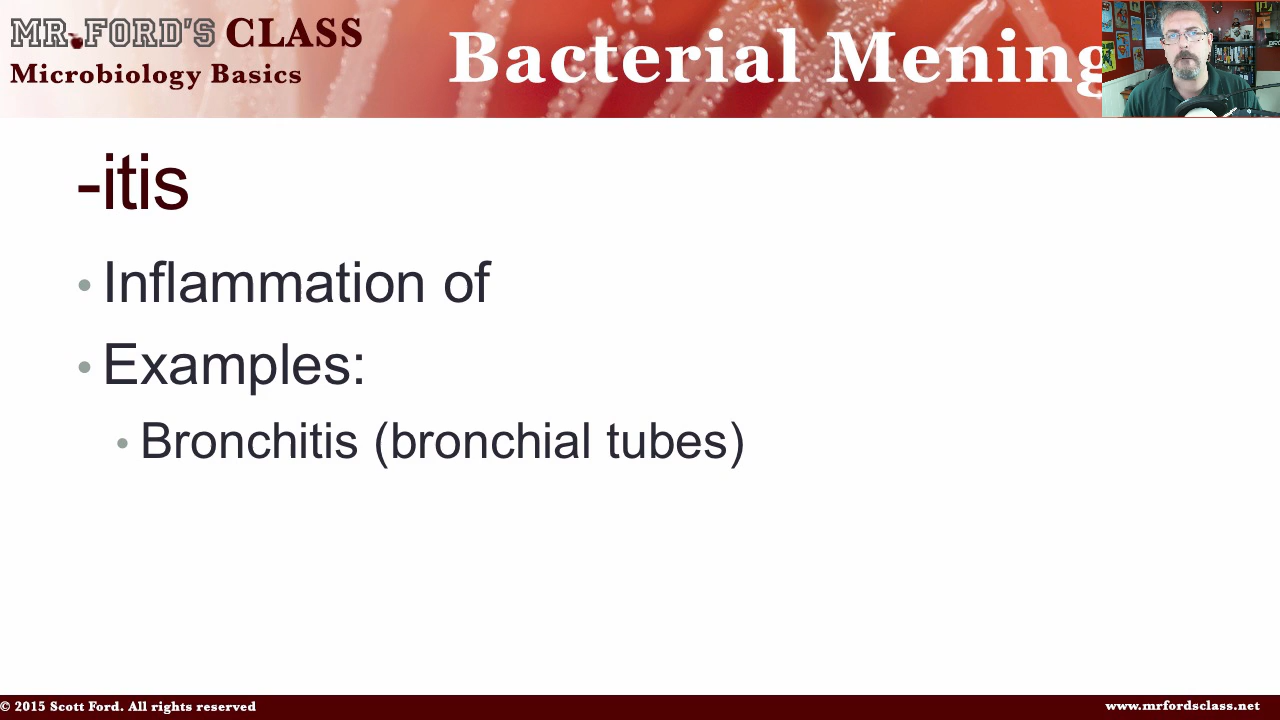 MR. FORD'S CLASS
Microbiology Basics
Bacterial Mening
-itis
• Inflammation of
• Examples:
• Bronchitis (bronchial tubes)
© 2015 Scott Ford. All rights reserved
www.mrfordsclass.net